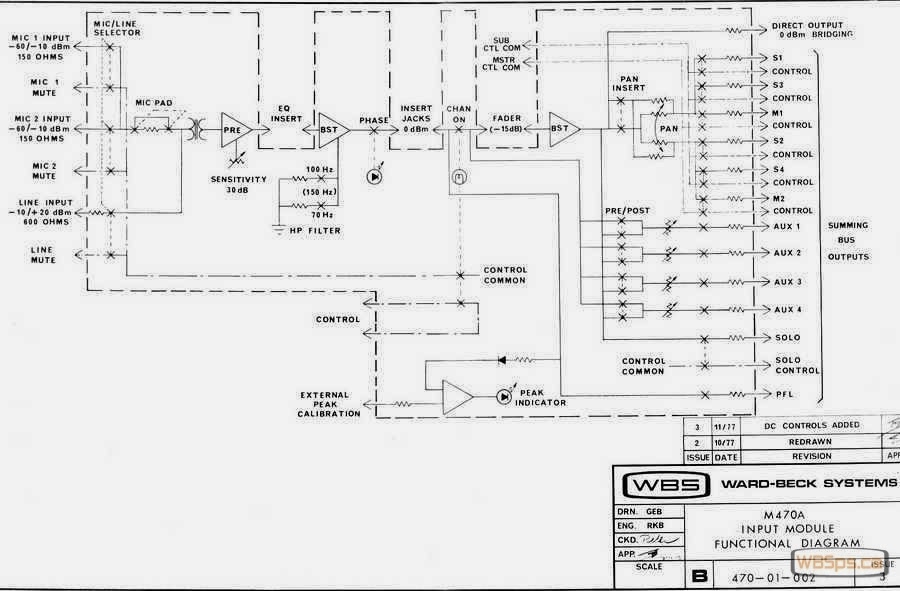 MIC/LINE
SELECTOR
MIC 1 INPUT
-60/-10 dBm
150 OHMS
MIC 1
MUTE
MIC 2 INPUT
-60/-10 dBm
150 OHMS
MIC 2
MUTE
LINE INPUT
-10/+20 dBm
600 OHMS
LINE
MUTE
MIC PAD
PRE
SENSITIVITY
30 dB
EQ
INSERT
BST
100 Hz
(150 Hz)
70 Hz
HP FILTER
PHASE
INSERT
JACKS
0 dBm
CHAN
ON
FADER
(-15dB)
BST
SUB
CTL COM
MSTR
CTL COM
PAN
INSERT
PAN
PRE/POST
DIRECT OUTPUT
0 dBm BRIDGING
S1
CONTROL
S3
CONTROL
M1
CONTROL
S2
CONTROL
S4
CONTROL
M2
CONTROL
AUX 1
AUX 2
AUX 3
AUX 4
SOLO
SOLO
CONTROL
PFL
SUMMING
BUS
OUTPUTS
CONTROL
COMMON
CONTROL
CONTROL
COMMON
EXTERNAL
PEAK
CALIBRATION
PEAK
INDICATOR
3 11/77 DC CONTROLS ADDED
2 10/77 REDRAWN
ISSUE DATE REVISION APP
WBS WARD-BECK SYSTEMS
DRN. GEB
ENG. RKB
CKD.
APP.
SCALE
M470A
INPUT MODULE
FUNCTIONAL DIAGRAM
B 470-01-002
ISSUE
3
WBSps.ca